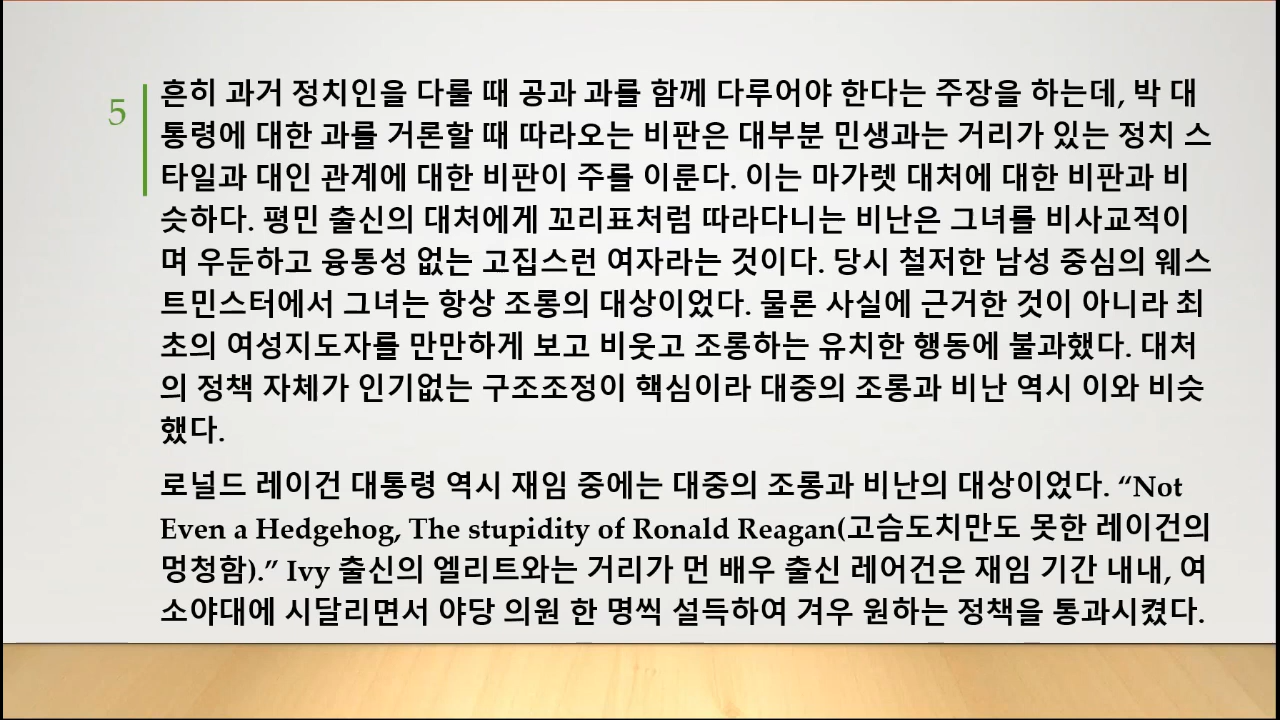 5
흔히 과거 정치인을 다룰 때 공과 과를 함께 다루어야 한다는 주장을 하는데, 박 대
통령에 대한 과를 거론할 때 따라오는 비판은 대부분 민생과는 거리가 있는 정치 스
타일과 대인 관계에 대한 비판이 주를 이룬다. 이는 마가렛 대처에 대한 비판과 비
슷하다. 평민 출신의 대처에게 꼬리표처럼 따라다니는 비난은 그녀를 비사교적이
며 우둔하고 융통성 없는 고집스런 여자라는 것이다. 당시 철저한 남성 중심의 웨스
트민스터에서 그녀는 항상 조롱의 대상이었다. 물론 사실에 근거한 것이 아니라 최
초의 여성지도자를 만만하게 보고 비웃고 조롱하는 유치한 행동에 불과했다. 대처
의 정책 자체가 인기없는 구조조정이 핵심이라 대중의 조롱과 비난 역시 이와 비슷
했다.
로널드 레이건 대통령 역시 재임 중에는 대중의 조롱과 비난의 대상이었다. “Not
Even a Hedgehog, The stupidity of Ronald Reagan(고슴도치만도 못한 레이건의
멍청함).” Ivy 출신의 엘리트와는 거리가 먼 배우 출신 레어건은 재임 기간 내내, 여
소야대에 시달리면서 야당 의원 한 명씩 설득하여 겨우 원하는 정책을 통과시켰다.